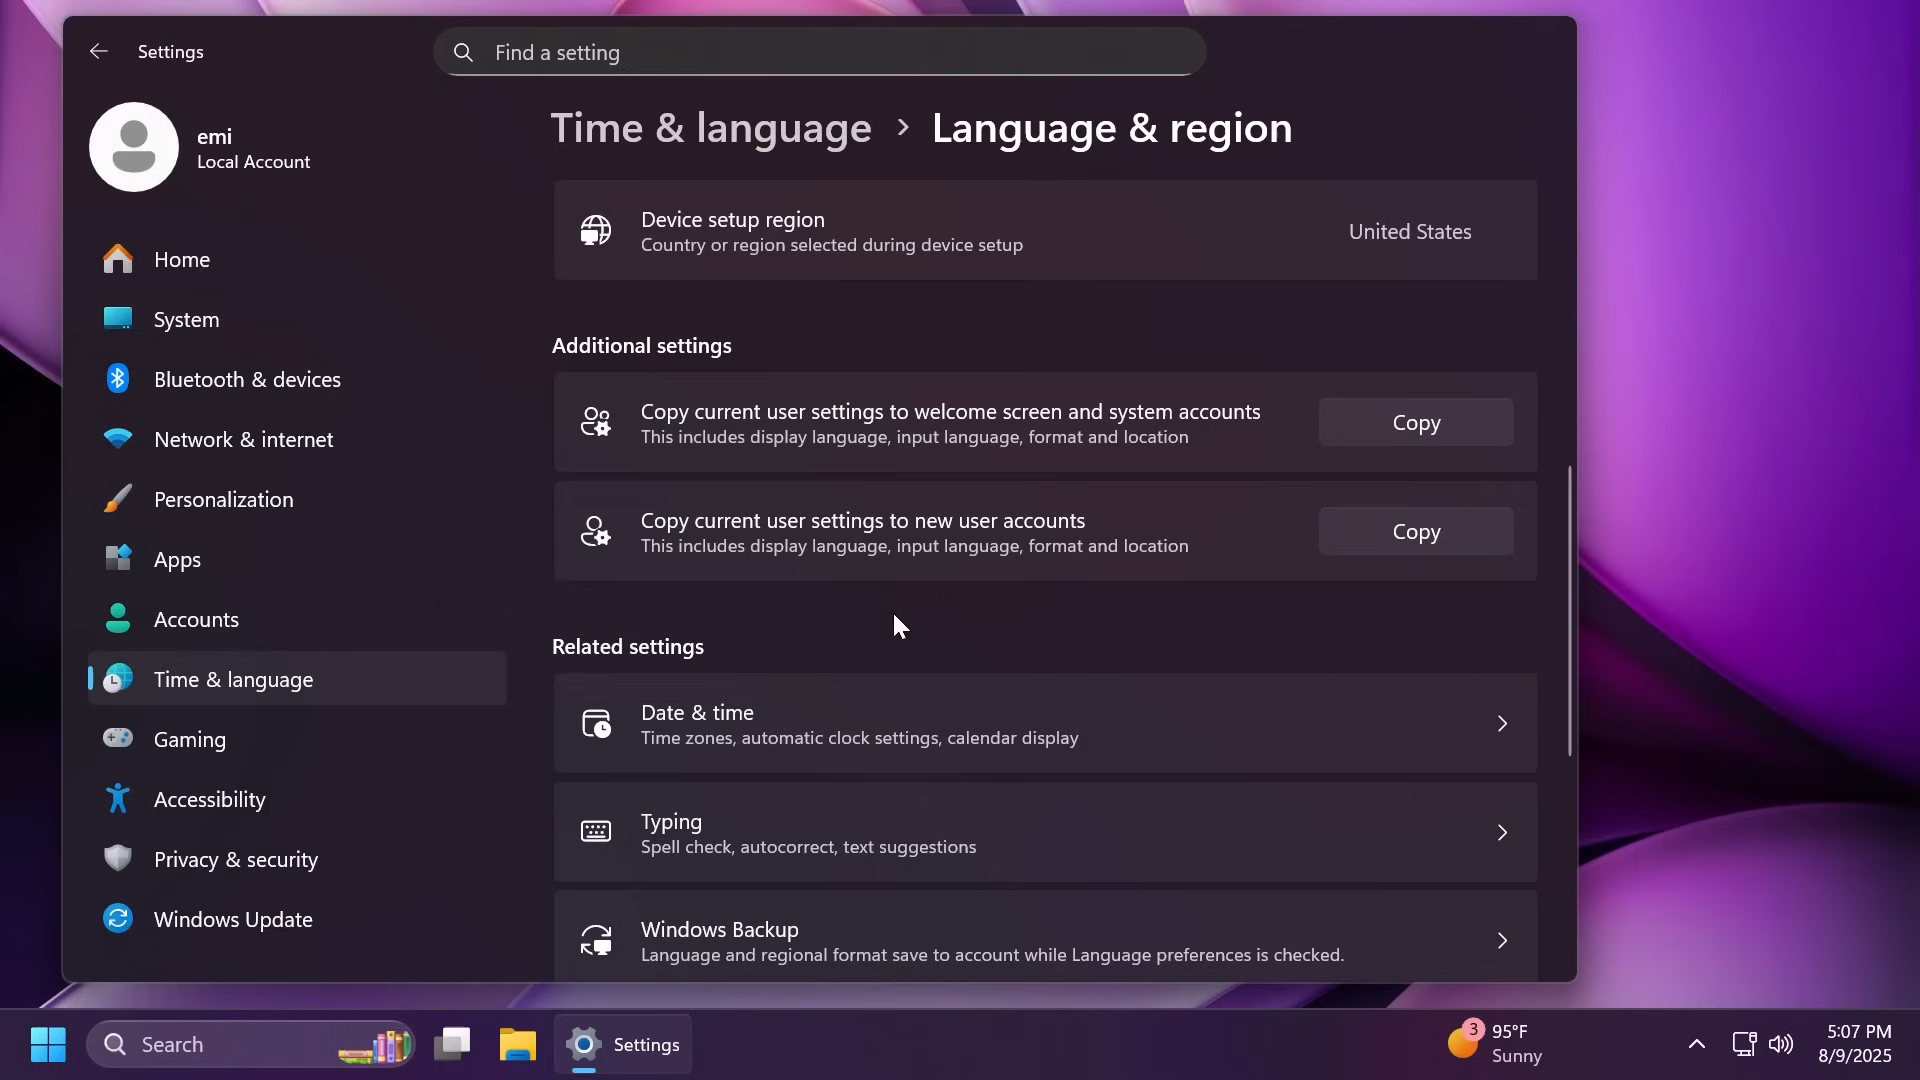 Settings
Find a setting
emi
Local Account
Home
System
Bluetooth & devices
Network & internet
Personalization
Apps
Accounts
Time & language
Gaming
Accessibility
Privacy & security
Windows Update
Time & language > Language & region
Device setup region
Country or region selected during device setup
United States
Additional settings
Copy current user settings to welcome screen and system accounts
This includes display language, input language, format and location
Copy
Copy current user settings to new user accounts
This includes display language, input language, format and location
Copy
Related settings
Date & time
Time zones, automatic clock settings, calendar display
Typing
Spell check, autocorrect, text suggestions
Windows Backup
Language and regional format save to account while Language preferences is checked.
Search
Settings
3
95°F
Sunny
5:07 PM
8/9/2025